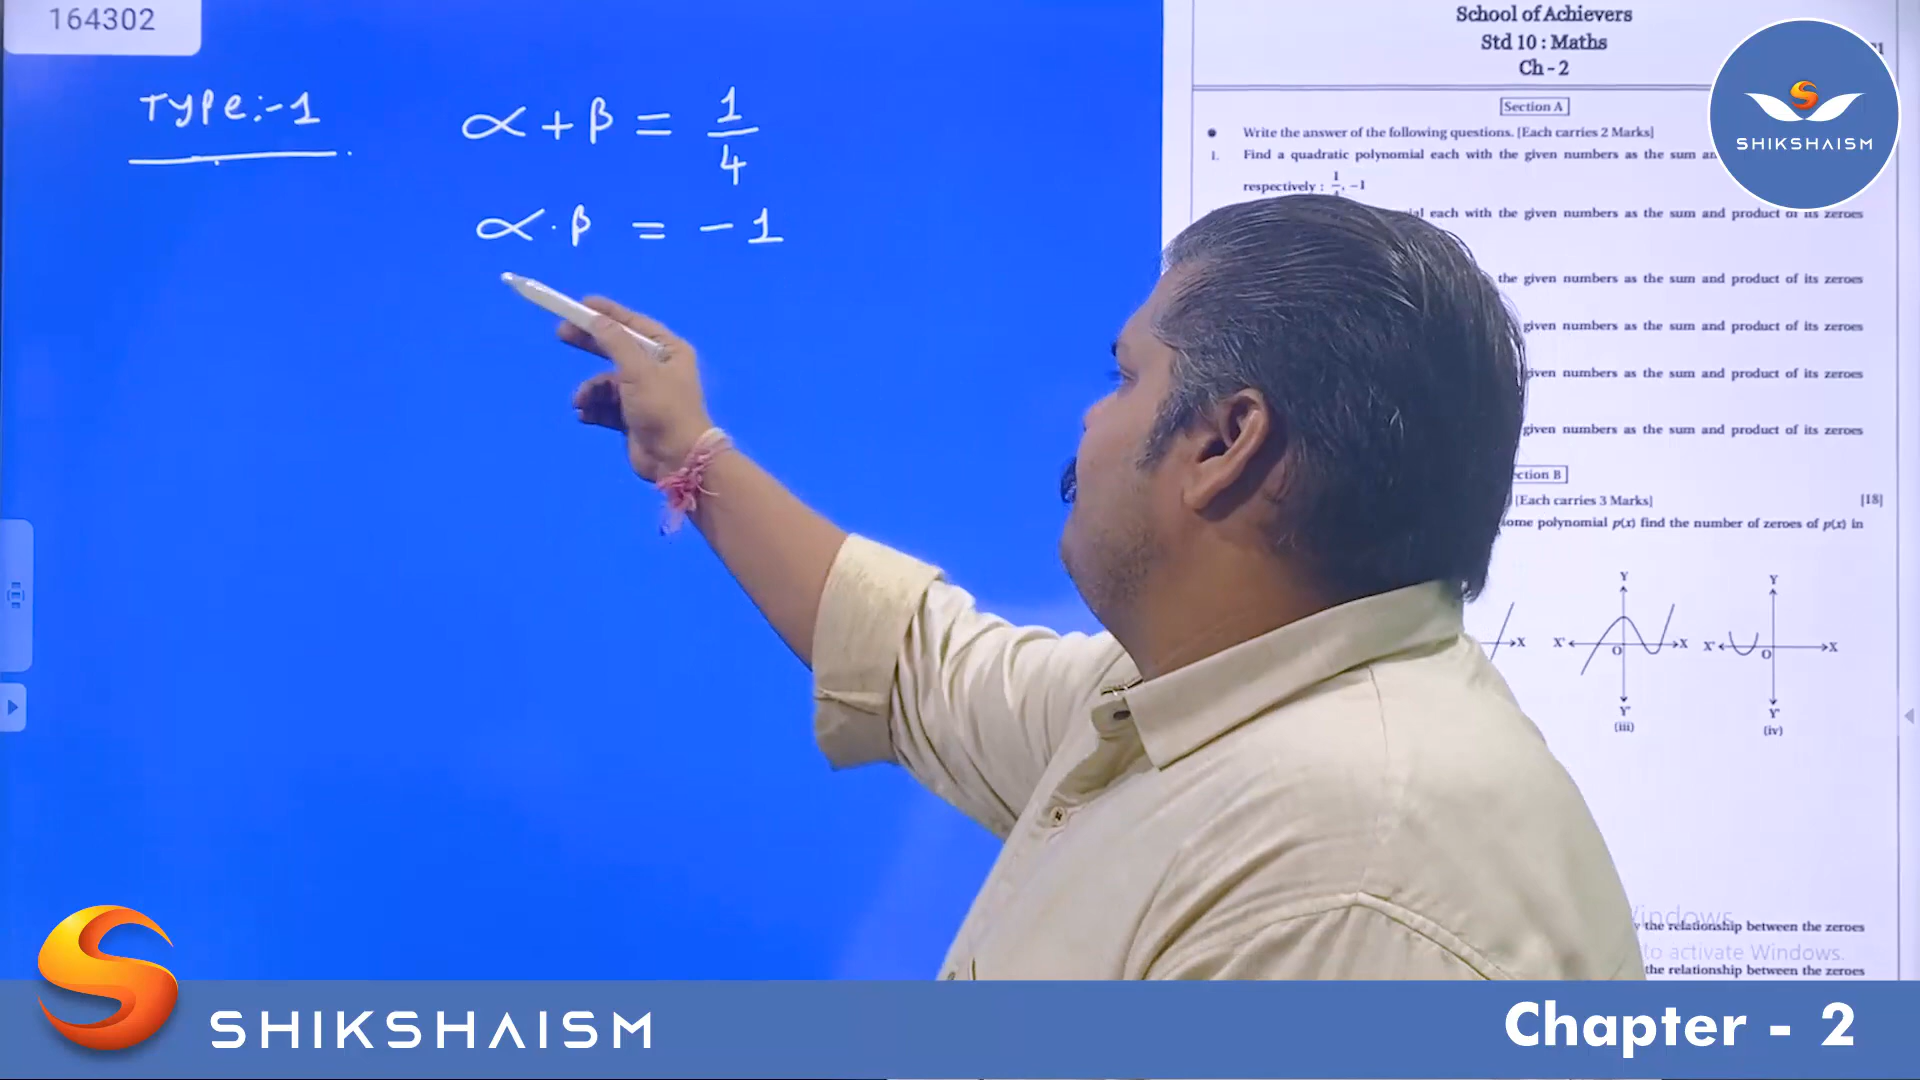 164302
Type:-1
α + β = 1/4
α · β = -1
School of Achievers
Std 10 : Maths
Ch - 2
Section A
● Write the answer of the following questions. [Each carries 2 Marks]
1. Find a quadratic polynomial each with the given numbers as the sum
respectively : 1/4, -1
each with the given numbers as the sum and product of its zeroes
the given numbers as the sum and product of its zeroes
given numbers as the sum and product of its zeroes
given numbers as the sum and product of its zeroes
given numbers as the sum and product of its zeroes
B
[Each carries 3 Marks] [18]
polynomial p(x) find the number of zeroes of p(x) in
X
Y X' O X Y' (iii)
Y X' O X Y' (iv)
the relationship between the zeroes
to activate Windows.
the relationship between the zeroes
S
SHIKSHAISM
SHIKSHAISM
Chapter - 2